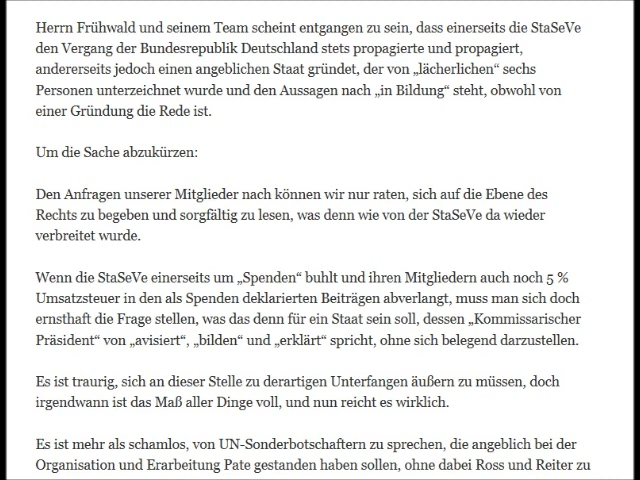 Herrn Frühwald und seinem Team scheint entgangen zu sein, dass einerseits die StaSeVe
den Vergang der Bundesrepublik Deutschland stets propagierte und propagiert,
andererseits jedoch einen angeblichen Staat gründet, der von „lächerlichen“ sechs
Personen unterzeichnet wurde und den Aussagen nach „in Bildung“ steht, obwohl von
einer Gründung die Rede ist.
Um die Sache abzukürzen:
Den Anfragen unserer Mitglieder nach können wir nur raten, sich auf die Ebene des
Rechts zu begeben und sorgfältig zu lesen, was denn wie von der StaSeVe da wieder
verbreitet wurde.
Wenn die StaSeVe einerseits um „Spenden“ buhlt und ihren Mitgliedern auch noch 5 %
Umsatzsteuer in den als Spenden deklarierten Beiträgen abverlangt, muss man sich doch
ernsthaft die Frage stellen, was das denn für ein Staat sein soll, dessen „Kommissarischer
Präsident“ von „avisiert“, „bilden“ und „erklärt“ spricht, ohne sich belegend darzustellen.
Es ist traurig, sich an dieser Stelle zu derartigen Unterfangen äußern zu müssen, doch
irgendwann ist das Maß aller Dinge voll, und nun reicht es wirklich.
Es ist mehr als schamlos, von UN-Sonderbotschaftern zu sprechen, die angeblich bei der
Organisation und Erarbeitung Pate gestanden haben sollen, ohne dabei Ross und Reiter zu